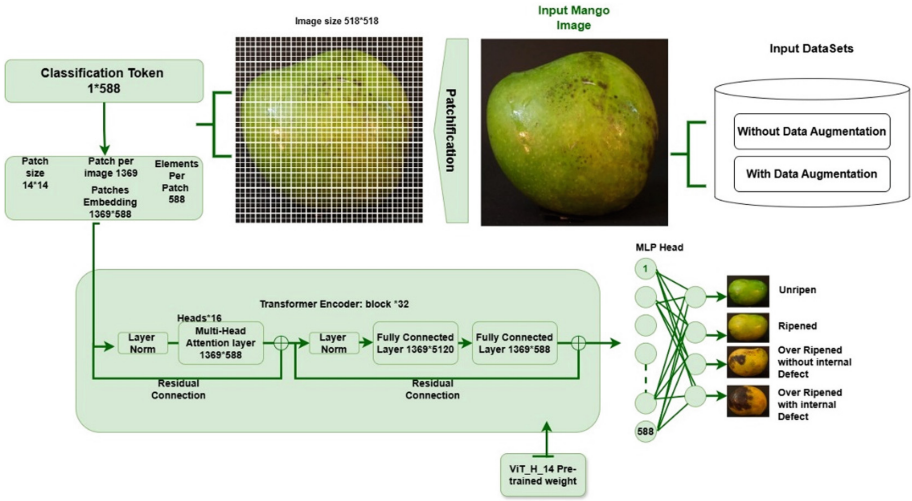 Image size 518*518
Input Mango
Image
Input DataSets
Classification Token
1*588
Patchification
Without Data Augmentation
With Data Augmentation
Patch
size
14*14
Patch per
image 1369
Patches
Embedding
1369*588
Elements
Per
Patch
588
MLP Head
1
588
Transformer Encoder: block *32
Heads*16
Layer
Norm
Multi-Head
Attention layer
1369*588
Layer
Norm
Fully Connected
Layer 1369*5120
Fully Connected
Layer 1369*588
Residual
Connection
Residual
Connection
Unripen
Ripened
Over Ripened
without internal
Defect
Over Ripened
with internal
Defect
ViT_H_14 Pre-
trained weight